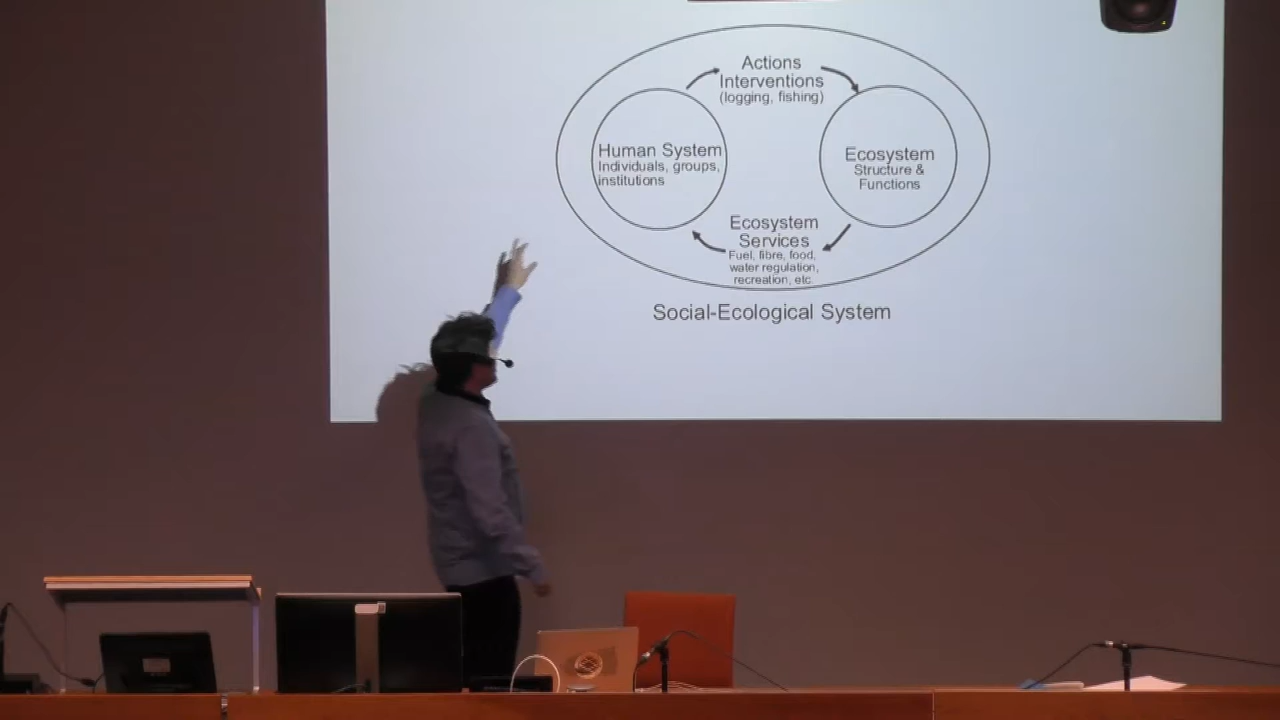 Actions
Interventions
(logging, fishing)
Human System
Individuals, groups,
institutions
Ecosystem
Structure &
Functions
Ecosystem
Services
Fuel, fibre, food,
water regulation,
recreation, etc.
Social-Ecological System